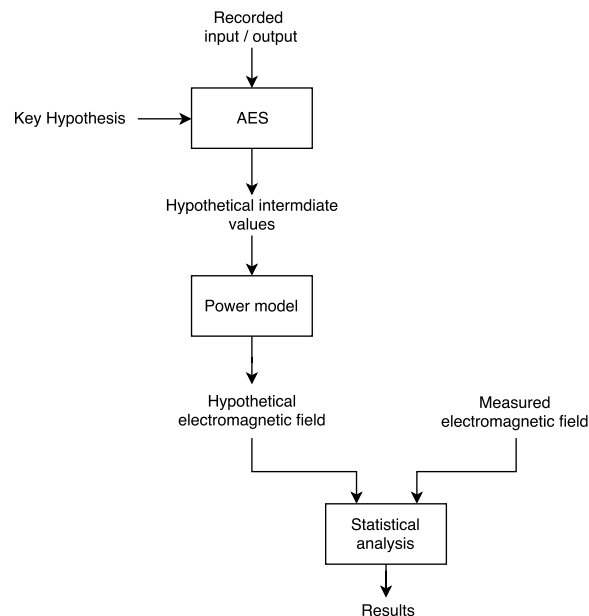 Recorded
input / output
Key Hypothesis
AES
Hypothetical intermdiate
values
Power model
Hypothetical
electromagnetic field
Measured
electromagnetic field
Statistical
analysis
Results